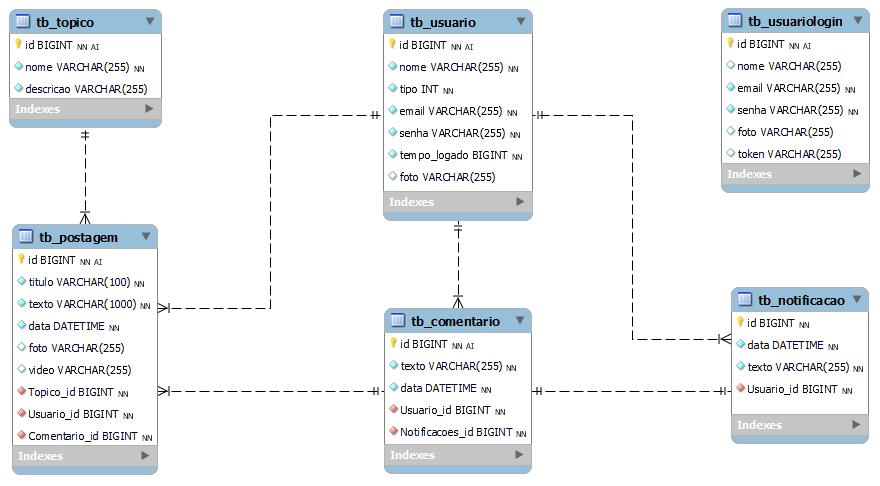 tb_topico
id BIGINT NN AI
nome VARCHAR(255) NN
descricao VARCHAR(255)
Indexes
tb_usuario
id BIGINT NN AI
nome VARCHAR(255) NN
tipo INT NN
email VARCHAR(255) NN
senha VARCHAR(255) NN
tempo_logado BIGINT NN
foto VARCHAR(255)
Indexes
tb_usuariologin
id BIGINT NN AI
nome VARCHAR(255)
email VARCHAR(255) NN
senha VARCHAR(255) NN
foto VARCHAR(255)
token VARCHAR(255)
Indexes
tb_postagem
id BIGINT NN AI
titulo VARCHAR(100) NN
texto VARCHAR(1000) NN
data DATETIME NN
foto VARCHAR(255)
video VARCHAR(255)
Topico_id BIGINT NN
Usuario_id BIGINT NN
Comentario_id BIGINT NN
Indexes
tb_comentario
id BIGINT NN AI
texto VARCHAR(255) NN
data DATETIME NN
Usuario_id BIGINT NN
Notificacoes_id BIGINT NN
Indexes
tb_notificacao
id BIGINT NN
data DATETIME NN
texto VARCHAR(255) NN
Usuario_id BIGINT NN
Indexes